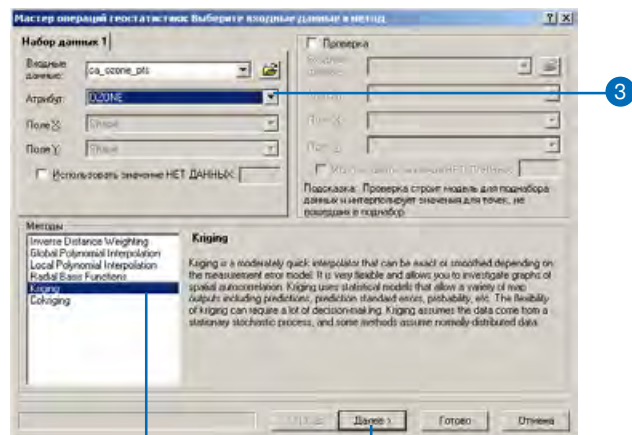 Мастер операций геостатистики: Выберите входные данные и метод
Набор данных 1
Входные данные:
ca_ozone_pts
Атрибут:
OZONE
Поле X:
Shape
Поле Y:
Shape
Использовать значение НЕТ ДАННЫХ:
Проверка
Подсказка: Проверка строит модель для поднабора
данных и интерполирует значения для точек, не
вошедших в поднабор.
3
Методы
Inverse Distance Weighting
Global Polynomial Interpolation
Local Polynomial Interpolation
Radial Basis Functions
Kriging
Cokriging
Kriging
Kriging is a moderately quick interpolator that can be exact or smoothed depending on
the measurement error model. It is very flexible and allows you to investigate graphs of
spatial autocorrelation. Kriging uses statistical models that allow a variety of map
outputs including predictions, prediction standard errors, probability, etc. The flexibility
of kriging can require a lot of decision-making. Kriging assumes the data come from a
stationary stochastic process, and some methods assume normally-distributed data.
Далее >
Готово
Отмена